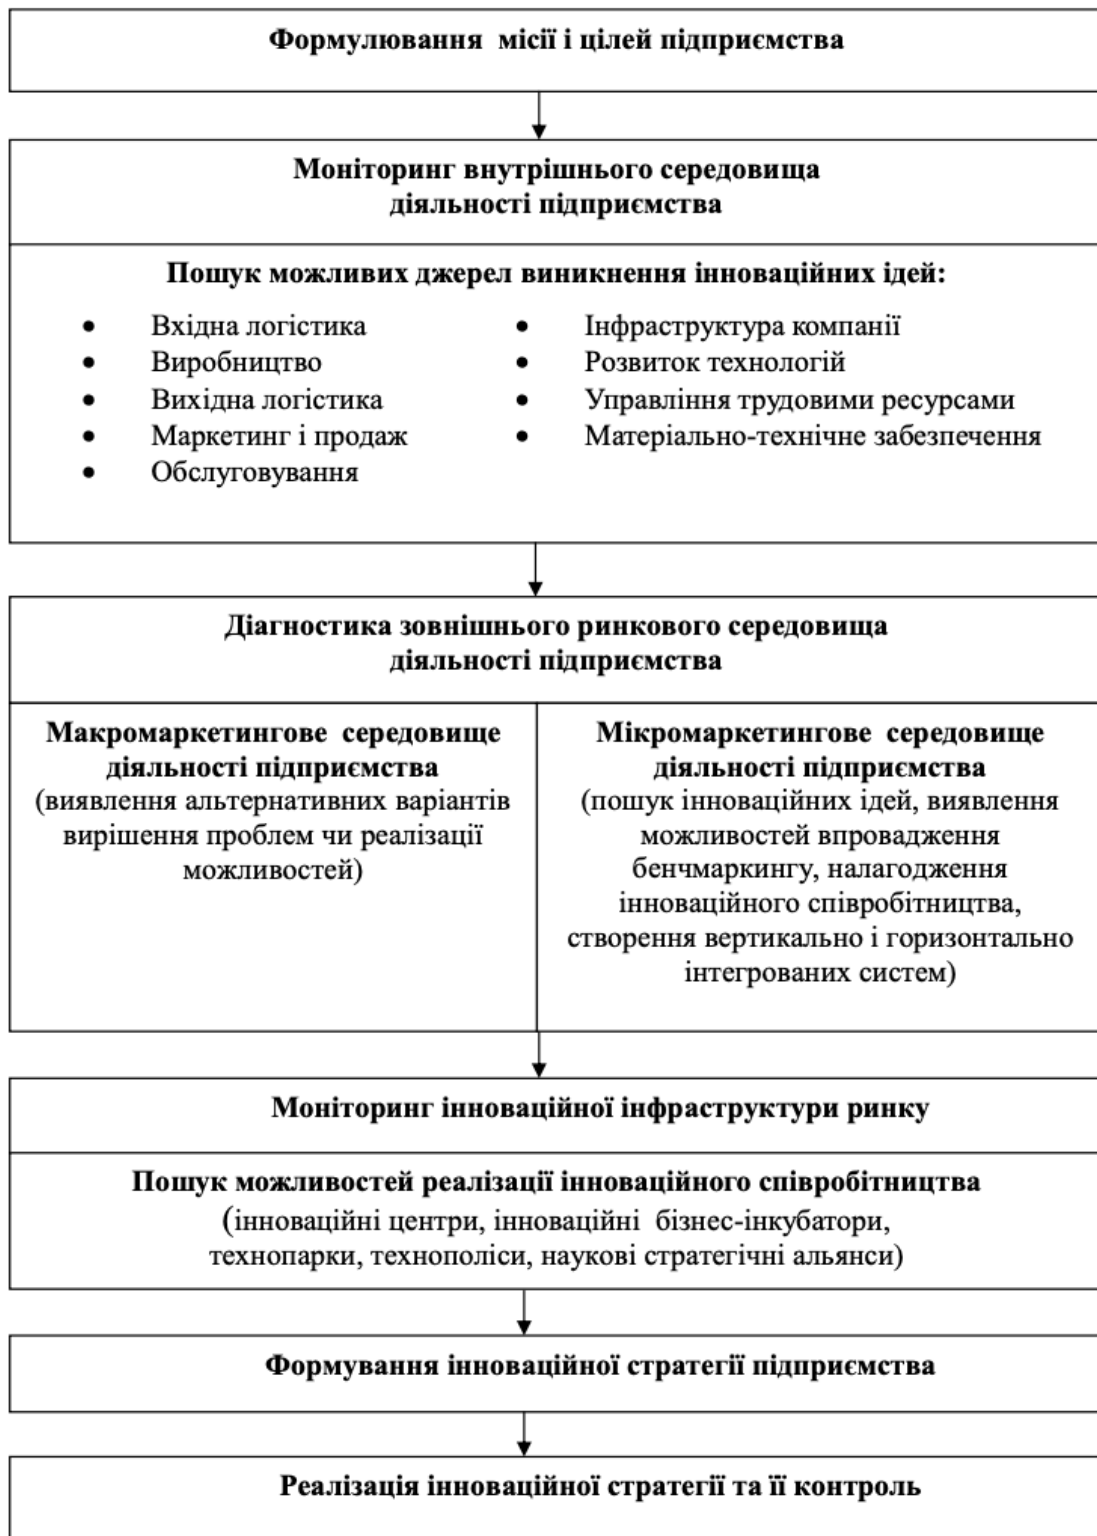 Формулювання місії і цілей підприємства
Моніторинг внутрішнього середовища
діяльності підприємства
Пошук можливих джерел виникнення інноваційних ідей:
• Вхідна логістика
• Виробництво
• Вихідна логістика
• Маркетинг і продаж
• Обслуговування
• Інфраструктура компанії
• Розвиток технологій
• Управління трудовими ресурсами
• Матеріально-технічне забезпечення
Діагностика зовнішнього ринкового середовища
діяльності підприємства
Макромаркетингове середовище
діяльності підприємства
(виявлення альтернативних варіантів
вирішення проблем чи реалізації
можливостей)
Мікромаркетингове середовище
діяльності підприємства
(пошук інноваційних ідей, виявлення
можливостей впровадження
бенчмаркингу, налагодження
інноваційного співробітництва,
створення вертикально і горизонтально
інтегрованих систем)
Моніторинг інноваційної інфраструктури ринку
Пошук можливостей реалізації інноваційного співробітництва
(інноваційні центри, інноваційні бізнес-інкубатори,
технопарки, технополіси, наукові стратегічні альянси)
Формування інноваційної стратегії підприємства
Реалізація інноваційної стратегії та її контроль